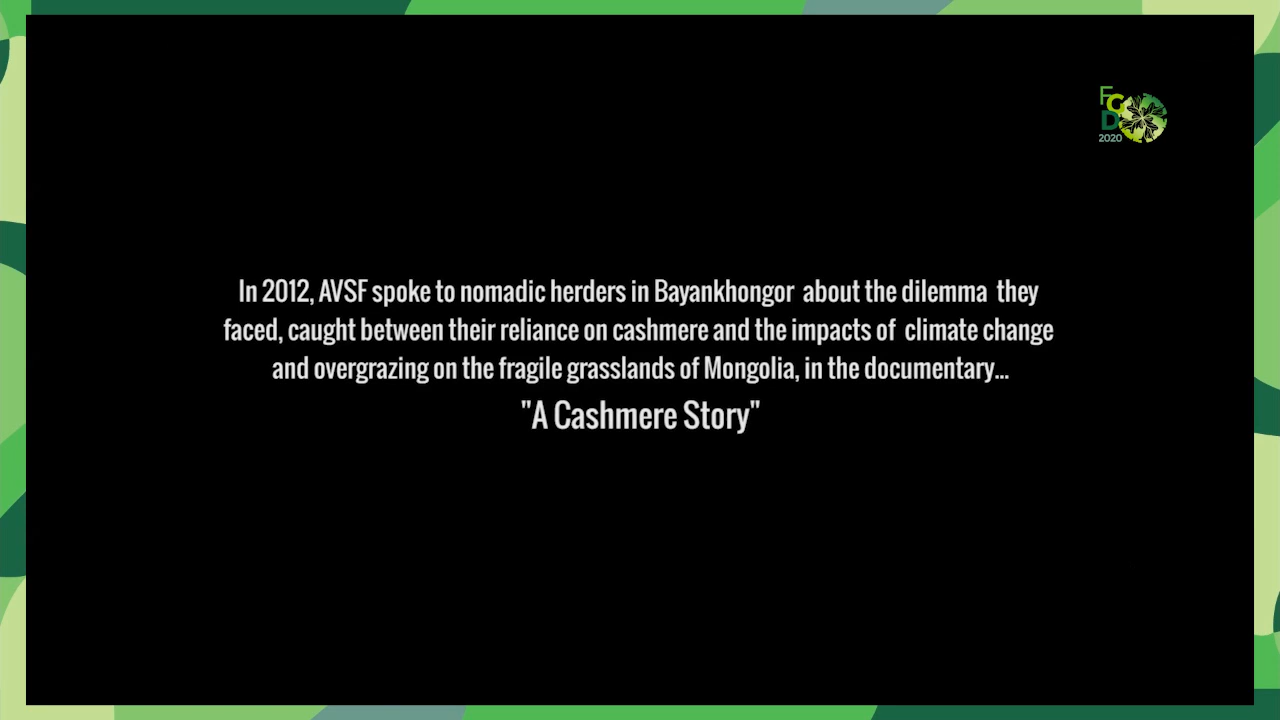 F
G
D
2020
In 2012, AVSF spoke to nomadic herders in Bayankhongor about the dilemma they
faced, caught between their reliance on cashmere and the impacts of climate change
and overgrazing on the fragile grasslands of Mongolia, in the documentary...
"A Cashmere Story"